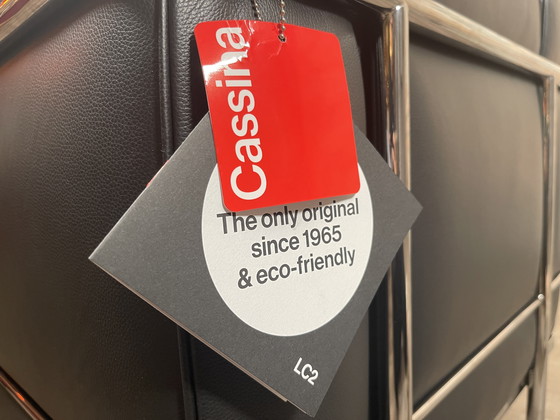 Cassina
The only original
since 1965
& eco-friendly
LC2